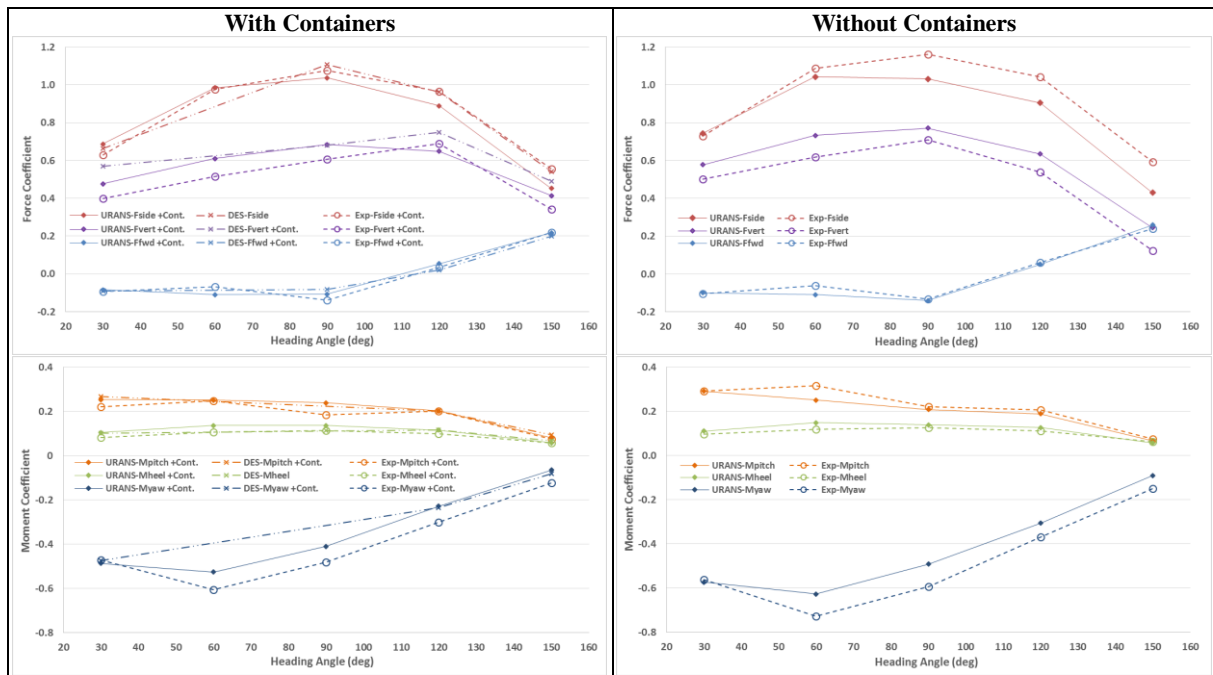 With Containers
Without Containers
1.2
1.0
0.8
0.6
0.4
0.2
0.0
-0.2
Force Coefficient
URANS-Fside +Cont. DES-Fside Exp-Fside +Cont.
URANS-Fvert +Cont. DES-Fvert +Cont. Exp-Fvert +Cont.
URANS-Ffwd +Cont. DES-Ffwd +Cont. Exp-Ffwd +Cont.
20 30 40 50 60 70 80 90 100 110 120 130 140 150 160
Heading Angle (deg)
1.2
1.0
0.8
0.6
0.4
0.2
0.0
-0.2
Force Coefficient
URANS-Fside Exp-Fside
URANS-Fvert Exp-Fvert
URANS-Ffwd Exp-Ffwd
20 30 40 50 60 70 80 90 100 110 120 130 140 150 160
Heading Angle (deg)
0.4
0.2
0
-0.2
-0.4
-0.6
-0.8
Moment Coefficient
URANS-Mpitch +Cont. DES-Mpitch +Cont. Exp-Mpitch +Cont.
URANS-Mheel +Cont. DES-Mheel Exp-Mheel +Cont.
URANS-Myaw +Cont. DES-Myaw +Cont. Exp-Myaw +Cont.
20 30 40 50 60 70 80 90 100 110 120 130 140 150 160
Heading Angle (deg)
0.4
0.2
0
-0.2
-0.4
-0.6
-0.8
Moment Coefficient
URANS-Mpitch Exp-Mpitch
URANS-Mheel Exp-Mheel
URANS-Myaw Exp-Myaw
20 30 40 50 60 70 80 90 100 110 120 130 140 150 160
Heading Angle (deg)